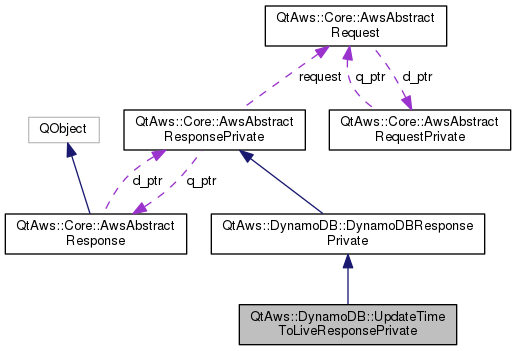 QtAws::Core::AwsAbstract
Request
request
q_ptr
d_ptr
QObject
QtAws::Core::AwsAbstract
ResponsePrivate
QtAws::Core::AwsAbstract
RequestPrivate
d_ptr
q_ptr
QtAws::Core::AwsAbstract
Response
QtAws::DynamoDB::DynamoDBResponse
Private
QtAws::DynamoDB::UpdateTime
ToLiveResponsePrivate